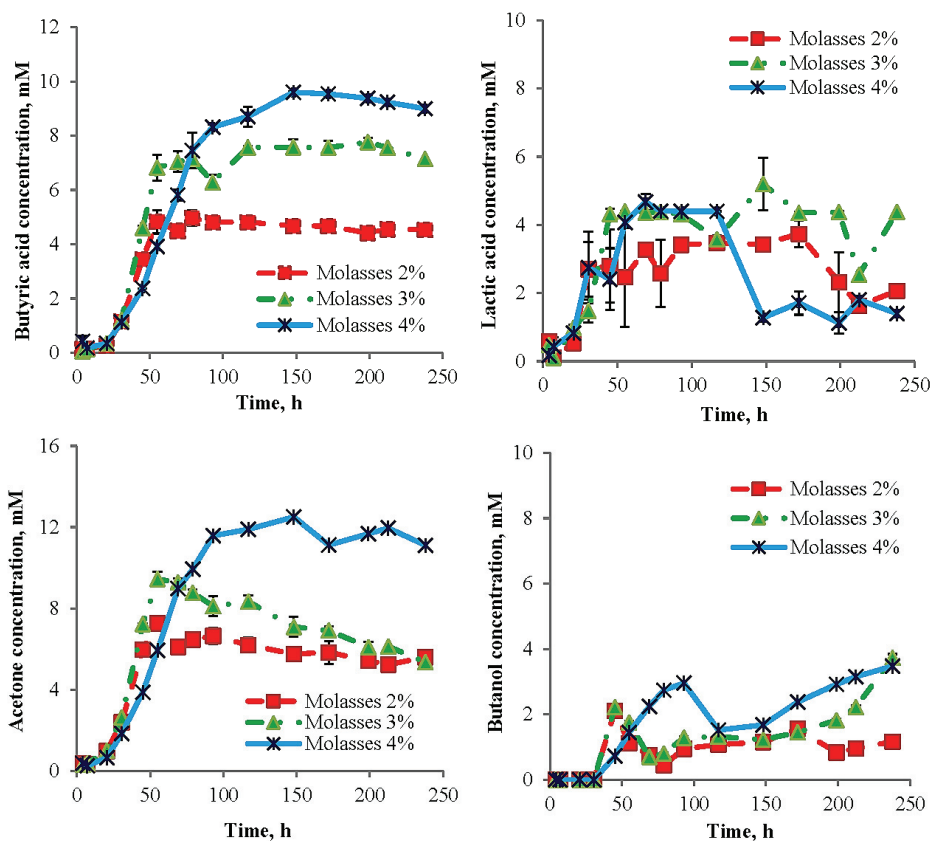 Butyric acid concentration, mM
12
10
8
6
4
2
0
Molasses 2%
Molasses 3%
Molasses 4%
0 50 100 150 200 250
Time, h
Lactic acid concentration, mM
10
8
6
4
2
0
Molasses 2%
Molasses 3%
Molasses 4%
0 50 100 150 200 250
Time, h
Acetone concentration, mM
16
12
8
4
0
Molasses 2%
Molasses 3%
Molasses 4%
0 50 100 150 200 250
Time, h
Butanol concentration, mM
10
8
6
4
2
0
Molasses 2%
Molasses 3%
Molasses 4%
0 50 100 150 200 250
Time, h